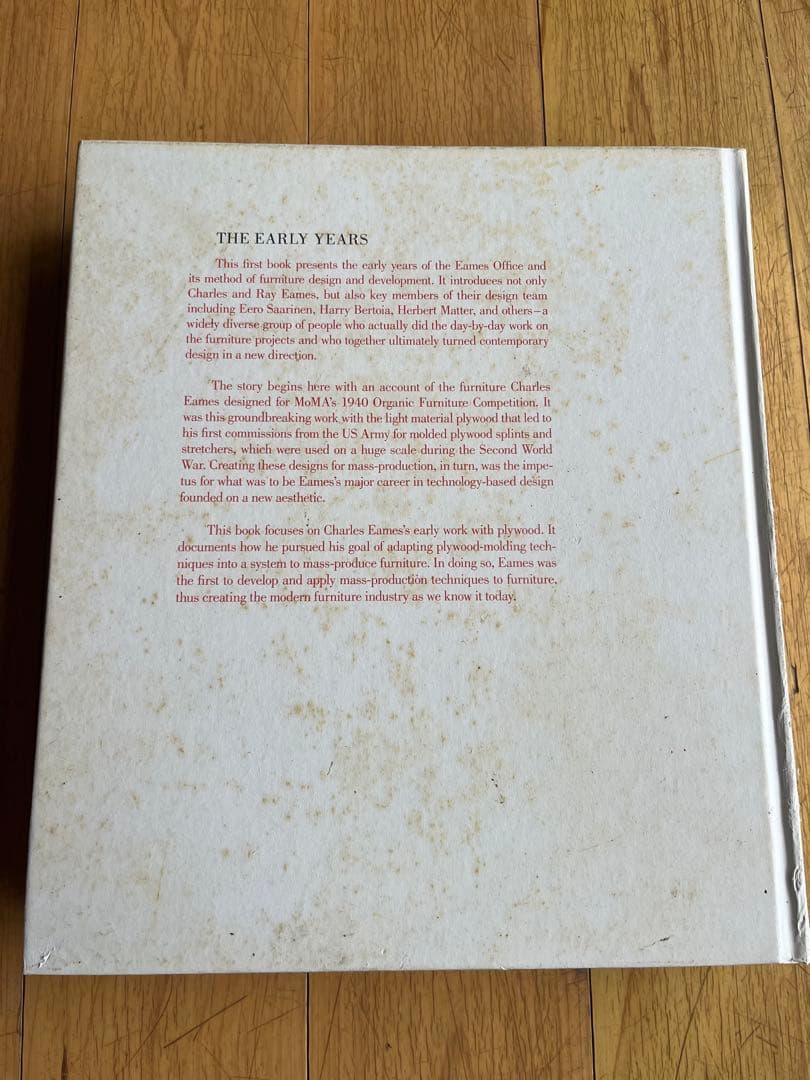 THE EARLY YEARS
This first book presents the early years of the Eames Office and
its method of furniture design and development. It introduces not only
Charles and Ray Eames, but also key members of their design team
including Eero Saarinen, Harry Bertoia, Herbert Matter, and others—a
widely diverse group of people who actually did the day-by-day work on
the furniture projects and who together ultimately turned contemporary
design in a new direction.
The story begins here with an account of the furniture Charles
Eames designed for MoMA's 1940 Organic Furniture Competition. It
was this groundbreaking work with the light material plywood that led to
his first commissions from the US Army for molded plywood splints and
stretchers, which were used on a huge scale during the Second World
War. Creating these designs for mass-production, in turn, was the impe-
tus for what was to be Eames's major career in technology-based design
founded on a new aesthetic.
This book focuses on Charles Eames's early work with plywood. It
documents how he pursued his goal of adapting plywood-molding tech-
niques into a system to mass-produce furniture. In doing so, Eames was
the first to develop and apply mass-production techniques to furniture,
thus creating the modern furniture industry as we know it today.